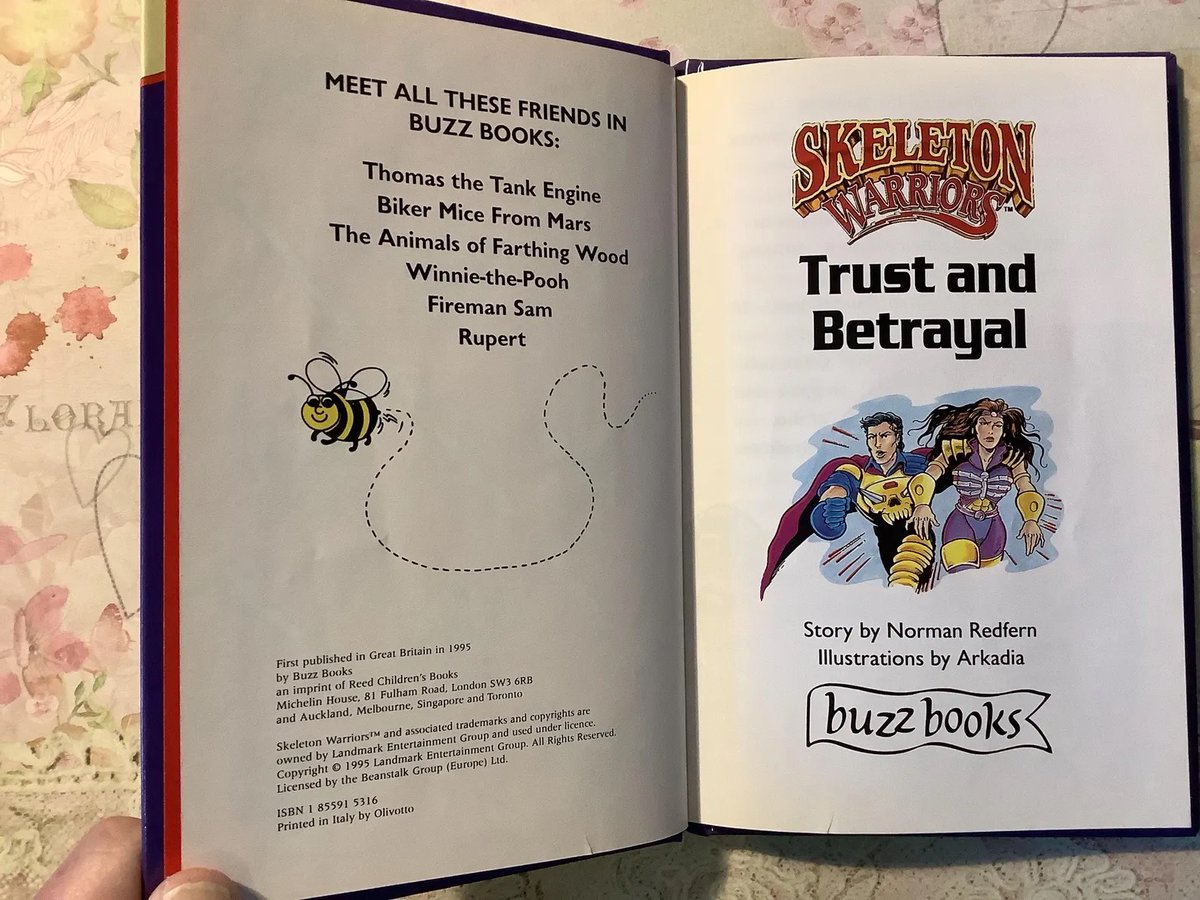 MEET ALL THESE FRIENDS IN
BUZZ BOOKS:
Thomas the Tank Engine
Biker Mice From Mars
The Animals of Farthing Wood
Winnie-the-Pooh
Fireman Sam
Rupert
First published in Great Britain in 1995
by Buzz Books
an imprint of Reed Children's Books
Michelin House, 81 Fulham Road, London SW3 6RB
and Auckland, Melbourne, Singapore and Toronto
Skeleton Warriors™ and associated trademarks and copyrights are
owned by Landmark Entertainment Group and used under licence.
Copyright © 1995 Landmark Entertainment Group. All Rights Reserved.
Licensed by the Beanstalk Group (Europe) Ltd.
ISBN 1 85591 5316
Printed in Italy by Olivotto
SKELETON
WARRIORS™
Trust and
Betrayal
Story by Norman Redfern
Illustrations by Arkadia
buzz books
FLORA